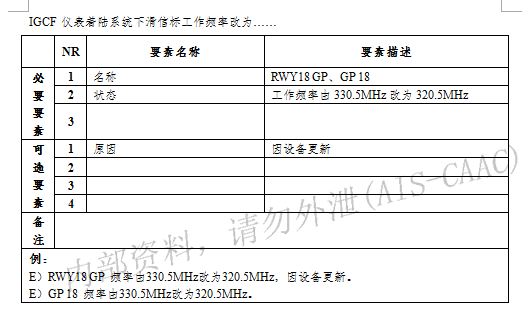 IGCF 仪表着陆系统下滑信标工作频率改为……
NR 要素名称 要素描述
必要要素
1 名称 RWY18 GP、GP 18
2 状态 工作频率由 330.5MHz 改为 320.5MHz
3
可选要素
1 原因 因设备更新
2
3
4
备注
例：
E）RWY18 GP 频率由330.5MHz改为320.5MHz，因设备更新。
E）GP 18 频率由330.5MHz改为320.5MHz。
内部资料，请勿外泄(AIS-CAAC)